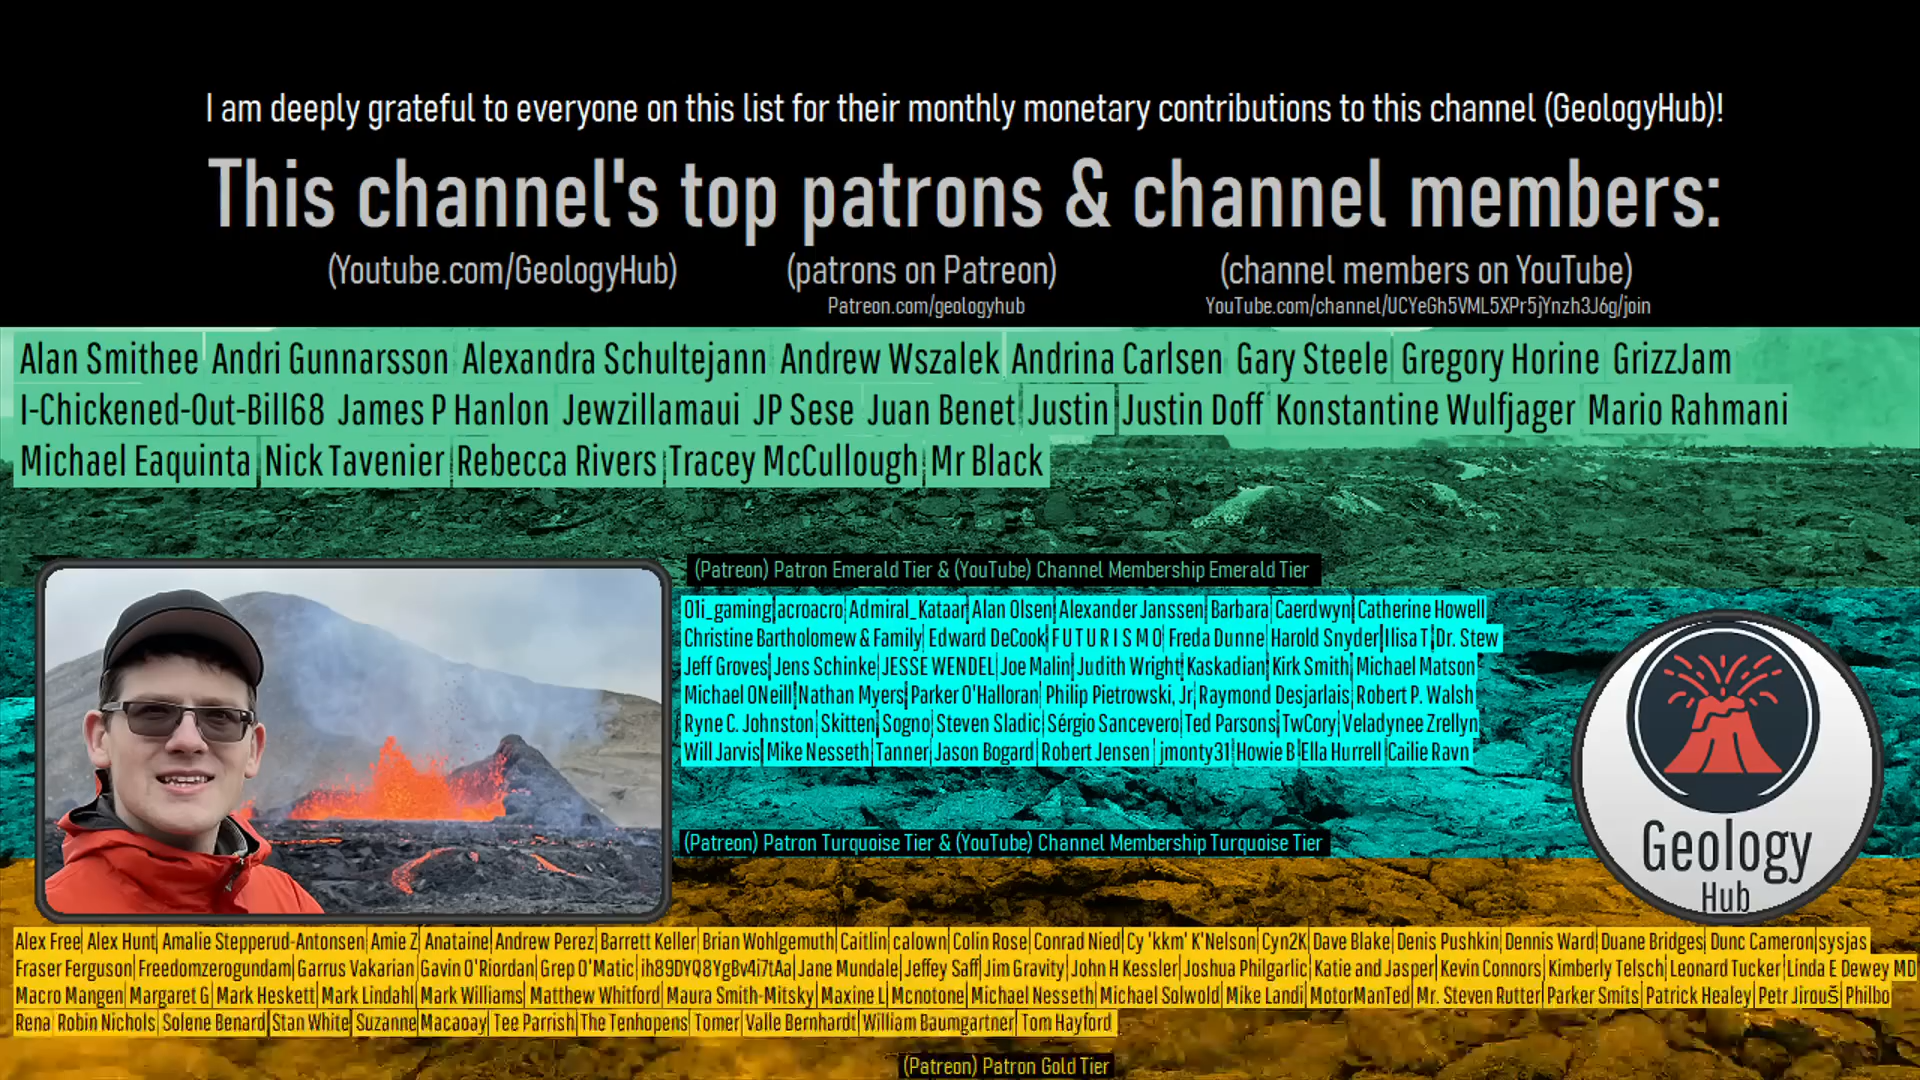 I am deeply grateful to everyone on this list for their monthly monetary contributions to this channel (GeologyHub)!
This channel's top patrons & channel members:
(Youtube.com/GeologyHub) (patrons on Patreon) (channel members on YouTube)
Patreon.com/geologyhub YouTube.com/channel/UCYeGh5VML5XPr5jYnzh3J6g/join
Alan Smithee Andri Gunnarsson Alexandra Schultejann Andrew Wszalek Andrina Carlsen Gary Steele Gregory Horine GrizzJam
I-Chickened-Out-Bill68 James P Hanlon Jewzillamaui JP Sese Juan Benet Justin Justin Doff Konstantine Wulfjager Mario Rahmani
Michael Eaquinta Nick Tavenier Rebecca Rivers Tracey McCullough Mr Black
(Patreon) Patron Emerald Tier & (YouTube) Channel Membership Emerald Tier
01i_gaming acroacro Admiral_Kataar Alan Olsen Alexander Janssen Barbara Caerdwyn Catherine Howell
Christine Bartholomew & Family Edward DeCook F U T U R I S M O Freda Dunne Harold Snyder Ilisa T Dr. Stew
Jeff Groves Jens Schinke JESSE WENDEL Joe Malin Judith Wright Kaskadian Kirk Smith Michael Matson
Michael ONeill Nathan Myers Parker O'Halloran Philip Pietrowski, Jr Raymond Desjarlais Robert P. Walsh
Ryne C. Johnston Skitten Sogno Steven Sladic Sérgio Sancevero Ted Parsons TwCory Veladynee Zrellyn
Will Jarvis Mike Nesseth Tanner Jason Bogard Robert Jensen jmonty31 Howie B Ella Hurrell Cailie Ravn
(Patreon) Patron Turquoise Tier & (YouTube) Channel Membership Turquoise Tier
Geology
Hub
Alex Free Alex Hunt Amalie Stepperud-Antonsen Amie Z Anataine Andrew Perez Barrett Keller Brian Wohlgemuth Caitlin calown Colin Rose Conrad Nied Cy 'kkm' K'Nelson Cyn2K Dave Blake Denis Pushkin Dennis Ward Duane Bridges Dunc Cameron sysjas
Fraser Ferguson Freedomzerogundam Garrus Vakarian Gavin O'Riordan Grep O'Matic ih89DYQ8YgBv4i7tAa Jane Mundale Jeffey Saff Jim Gravity John H Kessler Joshua Philgarlic Katie and Jasper Kevin Connors Kimberly Telsch Leonard Tucker Linda E Dewey MD
Macro Mangen Margaret G Mark Heskett Mark Lindahl Mark Williams Matthew Whitford Maura Smith-Mitsky Maxine L Mcnotone Michael Nesseth Michael Solwold Mike Landi MotorManTed Mr. Steven Rutter Parker Smits Patrick Healey Petr Jirouš Philbo
Rena Robin Nichols Solene Benard Stan White Suzanne Macaoay Tee Parrish The Tenhopens Tomer Valle Bernhardt William Baumgartner Tom Hayford
(Patreon) Patron Gold Tier